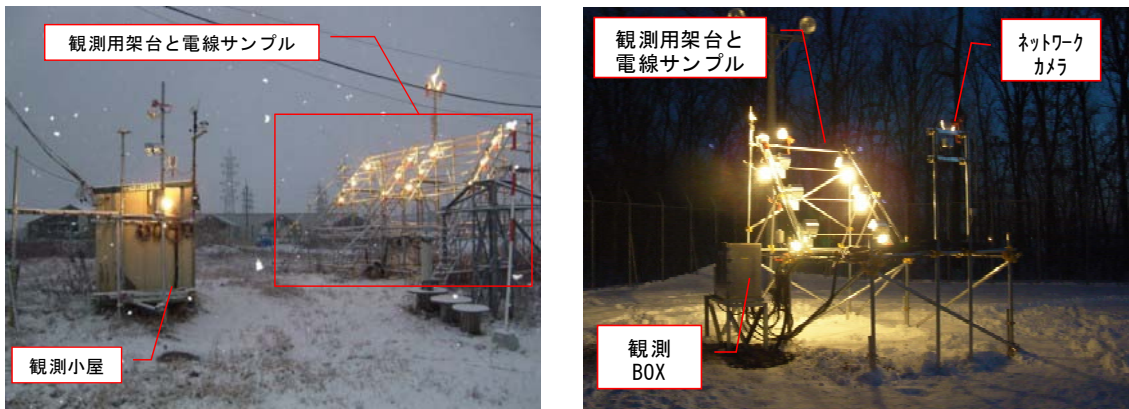 観測用架台と電線サンプル
観測小屋
観測用架台と
電線サンプル
ﾈｯﾄﾜｰｸ
ｶﾒﾗ
観測
BOX